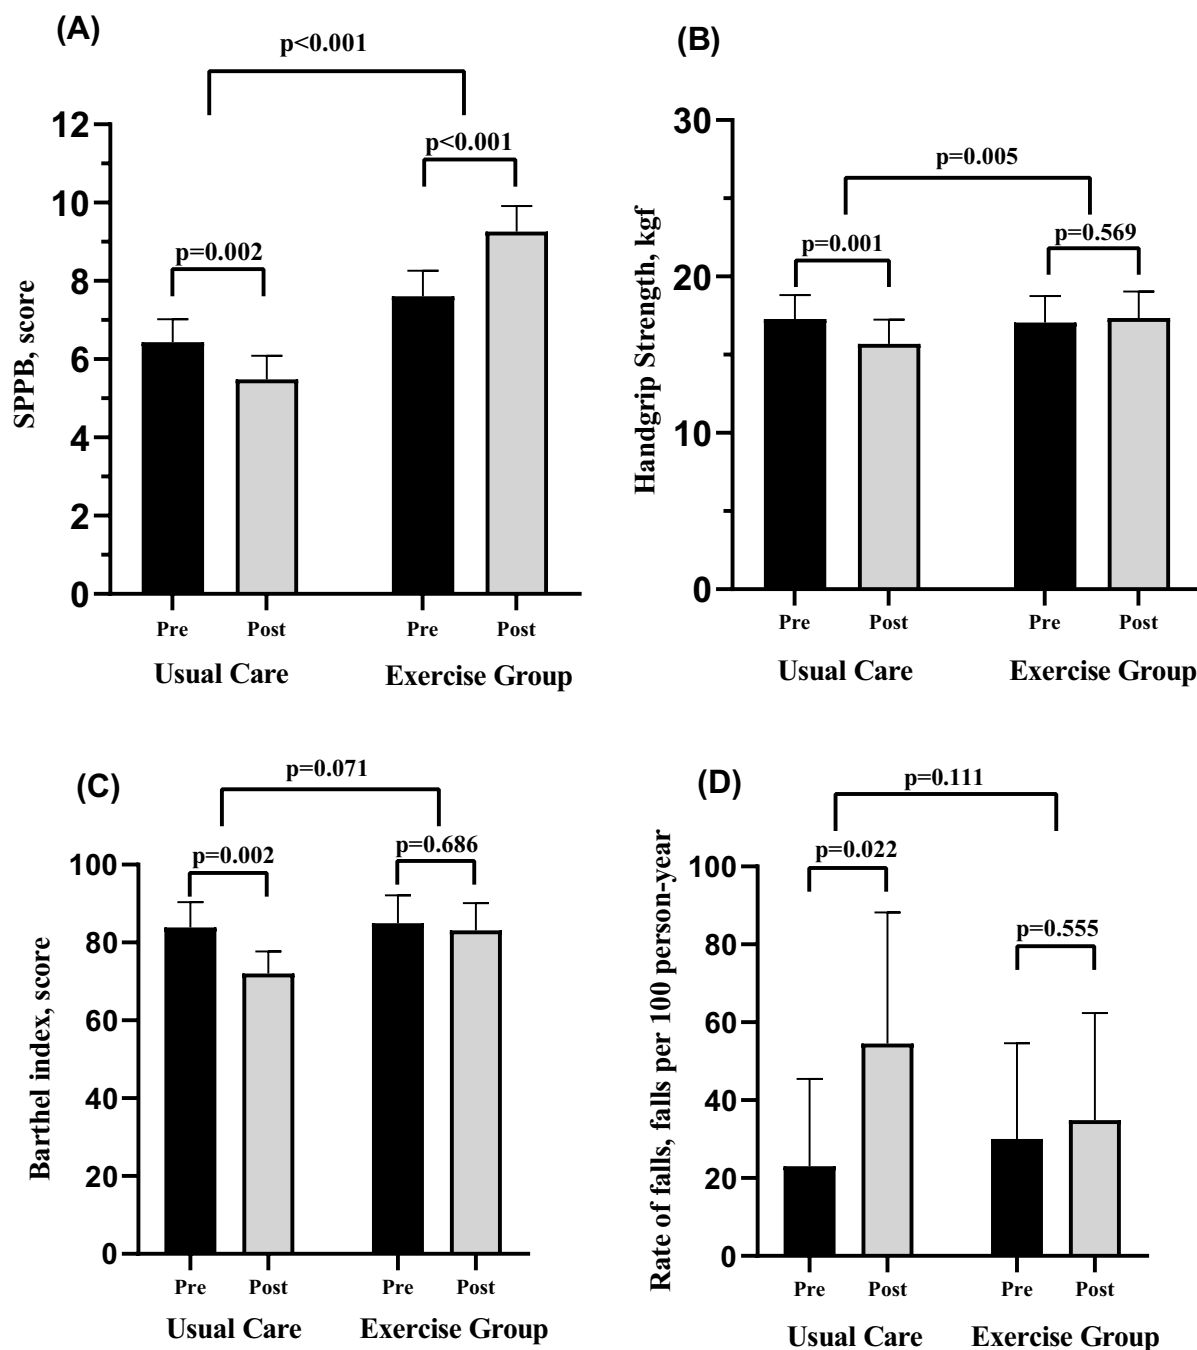 (A)
p<0.001
SPPB, score
12
10
8
6
4
2
0
p=0.002
p<0.001
Pre
Post
Pre
Post
Usual Care
Exercise Group
(B)
p=0.005
Handgrip Strength, kgf
30
20
10
0
p=0.001
p=0.569
Pre
Post
Pre
Post
Usual Care
Exercise Group
(C)
p=0.071
Barthel index, score
100
80
60
40
20
0
p=0.002
p=0.686
Pre
Post
Pre
Post
Usual Care
Exercise Group
(D)
p=0.111
Rate of falls, falls per 100 person-year
100
80
60
40
20
0
p=0.022
p=0.555
Pre
Post
Pre
Post
Usual Care
Exercise Group